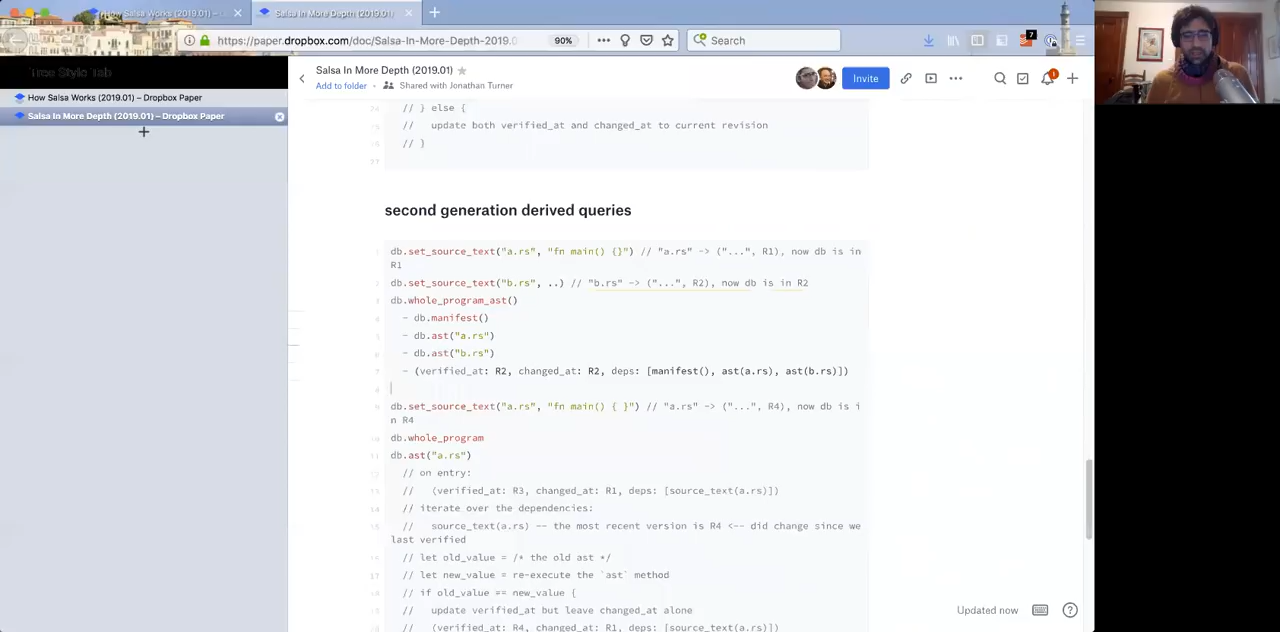 How Salsa Works (2019.01) – D
Salsa In More Depth (2019.01)
https://paper.dropbox.com/doc/Salsa-In-More-Depth-2019.0
90%
Search
7
Tree Style Tab
How Salsa Works (2019.01) – Dropbox Paper
Salsa In More Depth (2019.01) – Dropbox Paper
Salsa In More Depth (2019.01)
Add to folder
Shared with Jonathan Turner
Invite
1
// } else {
// update both verified_at and changed_at to current revision
// }
second generation derived queries
db.set_source_text("a.rs", "fn main() {}") // "a.rs" -> ("...", R1), now db is in
R1
db.set_source_text("b.rs", ..) // "b.rs" -> ("...", R2), now db is in R2
db.whole_program_ast()
- db.manifest()
- db.ast("a.rs")
- db.ast("b.rs")
- (verified_at: R2, changed_at: R2, deps: [manifest(), ast(a.rs), ast(b.rs)])
db.set_source_text("a.rs", "fn main() { }") // "a.rs" -> ("...", R4), now db is i
n R4
db.whole_program
db.ast("a.rs")
// on entry:
// (verified_at: R3, changed_at: R1, deps: [source_text(a.rs)])
// iterate over the dependencies:
// source_text(a.rs) -- the most recent version is R4 <-- did change since we
last verified
// let old_value = /* the old ast */
// let new_value = re-execute the `ast` method
// if old_value == new_value {
// update verified_at but leave changed_at alone
// (verified_at: R4, changed_at: R1, deps: [source_text(a.rs)])
Updated now